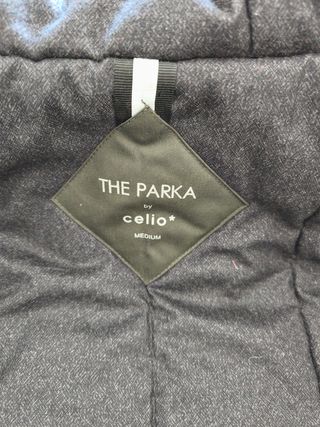 THE PARKA
BY
celio*
MEDIUM